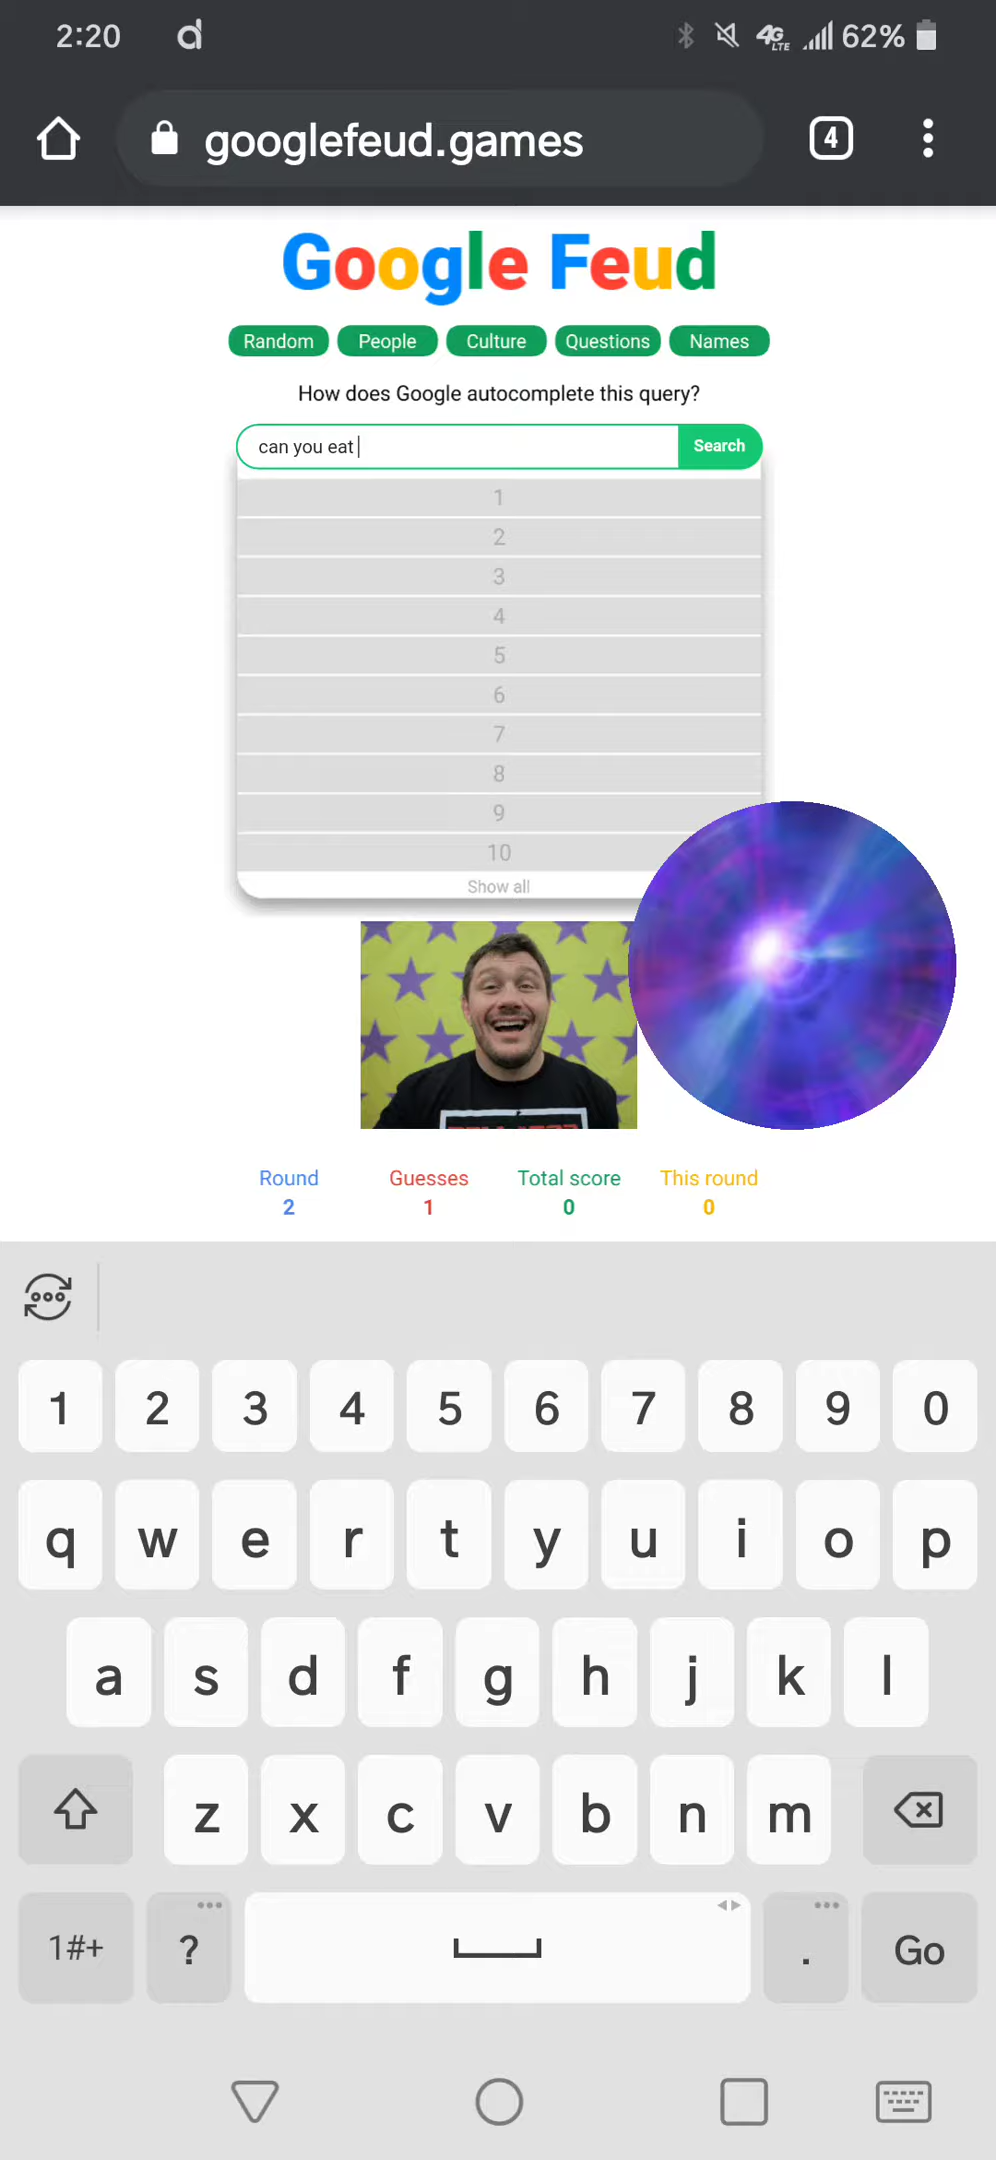 2:20 62%
4G LTE
googlefeud.games 4
Google Feud
Random People Culture Questions Names
How does Google autocomplete this query?
can you eat Search
1
2
3
4
5
6
7
8
9
10
Show all
Round Guesses Total score This round
2 1 0 0
1 2 3 4 5 6 7 8 9 0
q w e r t y u i o p
a s d f g h j k l
z x c v b n m
1#+ ? . Go